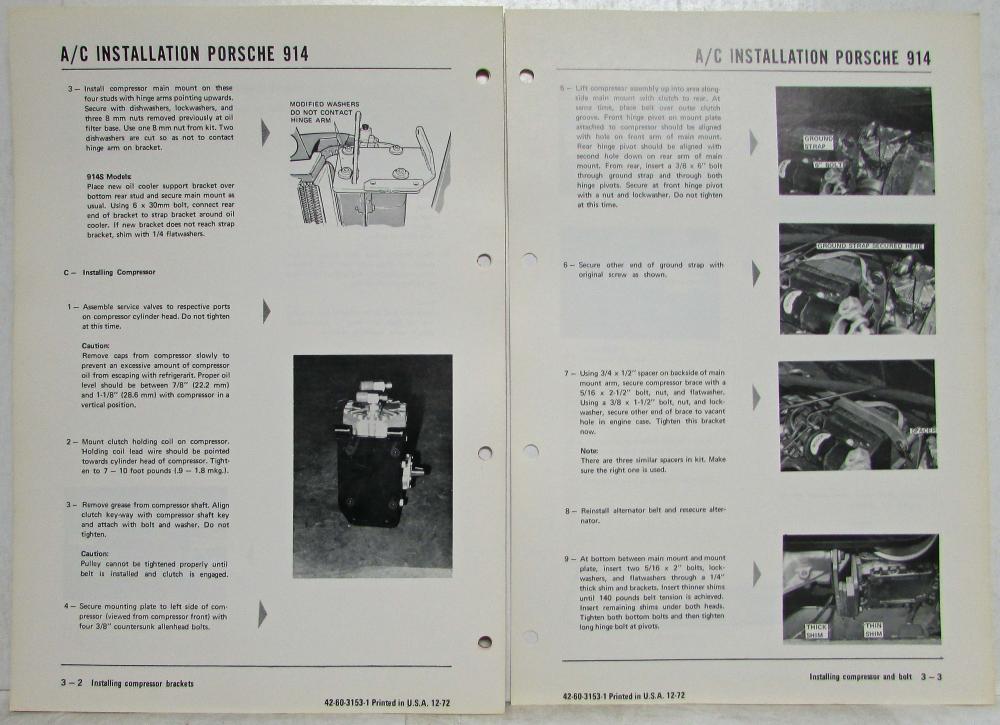 A/C INSTALLATION PORSCHE 914
3 — Install compressor main mount on these
four studs with hinge arms pointing upwards.
Secure with dishwashers, lockwashers, and
three 8 mm nuts removed previously at oil
filter base. Use one 8 mm nut from kit. Two
dishwashers are cut so as not to contact
hinge arm on bracket.
MODIFIED WASHERS
DO NOT CONTACT
HINGE ARM
914S Models:
Place new oil cooler support bracket over
bottom rear stud and secure main mount as
usual. Using 6 x 30mm bolt, connect rear
end of bracket to strap bracket around oil
cooler. If new bracket does not reach strap
bracket, shim with 1/4 flatwashers.
C — Installing Compressor
1 — Assemble service valves to respective ports
on compressor cylinder head. Do not tighten
at this time.
Caution:
Remove caps from compressor slowly to
prevent an excessive amount of compressor
oil from escaping with refrigerant. Proper oil
level should be between 7/8" (22.2 mm)
and 1-1/8" (28.6 mm) with compressor in a
vertical position.
2 — Mount clutch holding coil on compressor.
Holding coil lead wire should be pointed
towards cylinder head of compressor. Tight-
en to 7 — 10 foot pounds (.9 — 1.8 mkg.).
3 — Remove grease from compressor shaft. Align
clutch key-way with compressor shaft key
and attach with bolt and washer. Do not
tighten.
Caution:
Pulley cannot be tightened properly until
belt is installed and clutch is engaged.
4 — Secure mounting plate to left side of com-
pressor (viewed from compressor front) with
four 3/8" countersunk allenhead bolts.
3 — 2 Installing compressor brackets
42-60-3153-1 Printed in U.S.A. 12-72
A/C INSTALLATION PORSCHE 914
5 — Lift compressor assembly up into area along-
side main mount with clutch to rear. At
same time, place belt over outer clutch
groove. Front hinge pivot on mount plate
attached to compressor should be aligned
with hole on front arm of main mount.
Rear hinge pivot should be aligned with
second hole down on rear arm of main
mount. From rear, insert a 3/8 x 6" bolt
through ground strap and through both
hinge pivots. Secure at front hinge pivot
with a nut and lockwasher. Do not tighten
at this time.
GROUND
STRAP
6" BOLT
6 — Secure other end of ground strap with
original screw as shown.
GROUND STRAP SECURED HERE
7 — Using 3/4 x 1/2" spacer on backside of main
mount arm, secure compressor brace with a
5/16 x 2-1/2" bolt, nut, and flatwasher.
Using a 3/8 x 1-1/2" bolt, nut, and lock-
washer, secure other end of brace to vacant
hole in engine case. Tighten this bracket
now.
Note:
There are three similar spacers in kit. Make
sure the right one is used.
SPACER
8 — Reinstall alternator belt and resecure alter-
nator.
9 — At bottom between main mount and mount
plate, insert two 5/16 x 2" bolts, lock-
washers, and flatwashers through a 1/4"
thick shim and brackets. Insert thinner shims
until 140 pounds belt tension is achieved.
Insert remaining shims under both heads.
Tighten both bottom bolts and then tighten
long hinge bolt at pivots.
THICK
SHIM
THIN
SHIM
Installing compressor and bolt 3 — 3
42-60-3153-1 Printed in U.S.A. 12-72